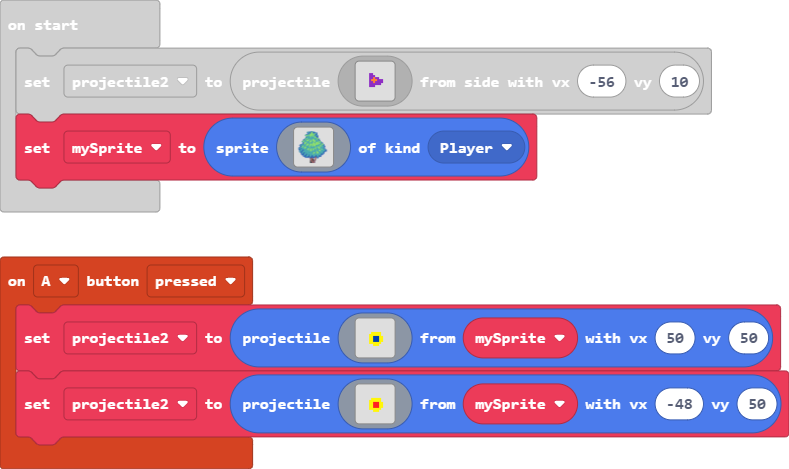 on start
set projectile2 to projectile from side with vx -56 vy 10
set mySprite to sprite of kind Player
on A button pressed
set projectile2 to projectile from mySprite with vx 50 vy 50
set projectile2 to projectile from mySprite with vx -48 vy 50